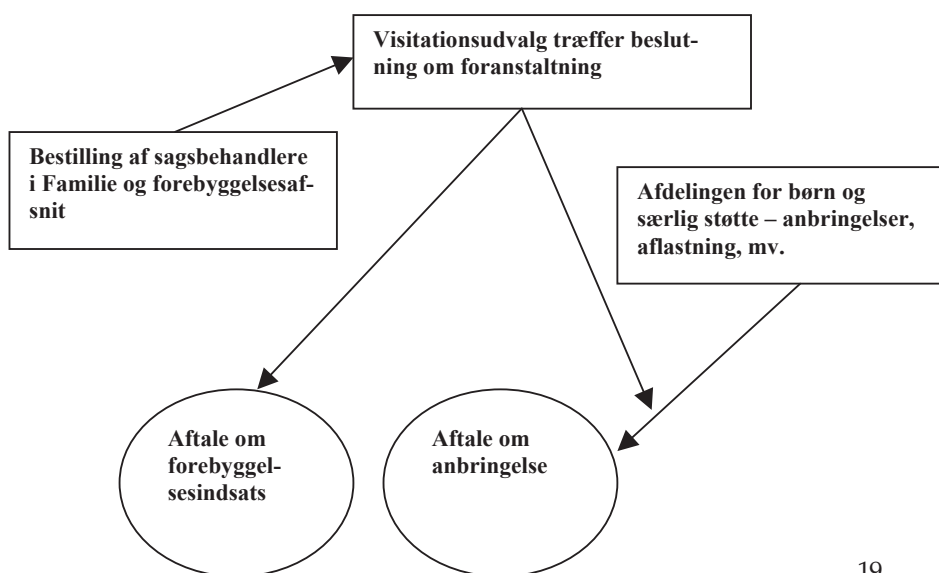 Visitationsudvalg træffer beslut-
ning om foranstaltning
Bestilling af sagsbehandlere
i Familie og forebyggelsesaf-
snit
Afdelingen for børn og
særlig støtte – anbringelser,
aflastning, mv.
Aftale om
forebyggel-
sesindsats
Aftale om
anbringelse
19